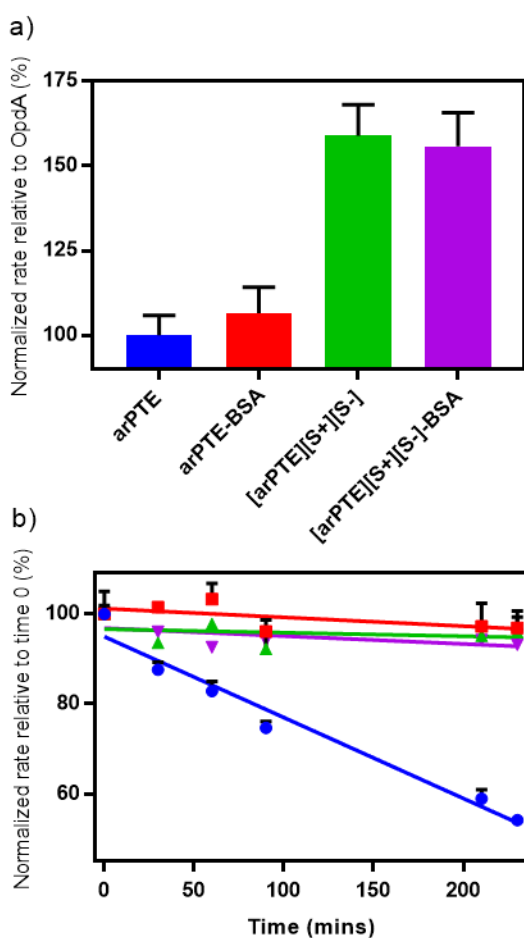 a)
Normalized rate relative to OpdA (%)
175
150
125
100
arPTE
arPTE-BSA
[arPTE][S+][S-]
[arPTE][S+][S-]-BSA
b)
Normalized rate relative to time 0 (%)
100
80
60
0
50
100
150
200
Time (mins)